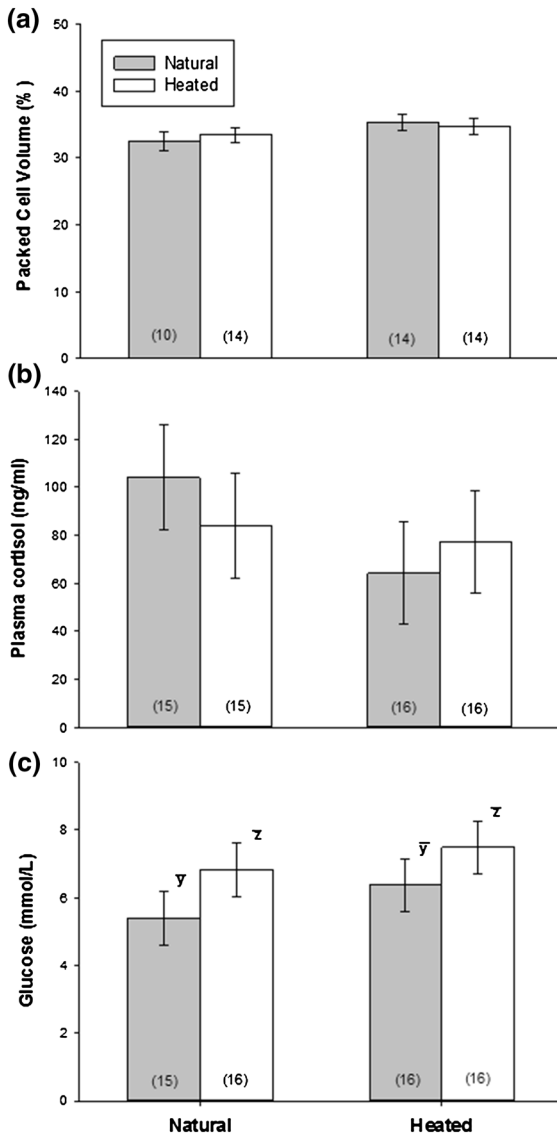 (a)
Packed Cell Volume (% )
50
40
30
20
10
0
Natural
Heated
(10)
(14)
(14)
(14)
(b)
Plasma cortisol (ng/ml)
140
120
100
80
60
40
20
0
(15)
(15)
(16)
(16)
(c)
Glucose (mmol/L)
10
8
6
4
2
0
y̅
z̅
y̅
z̅
(15)
(16)
(16)
(16)
Natural
Heated